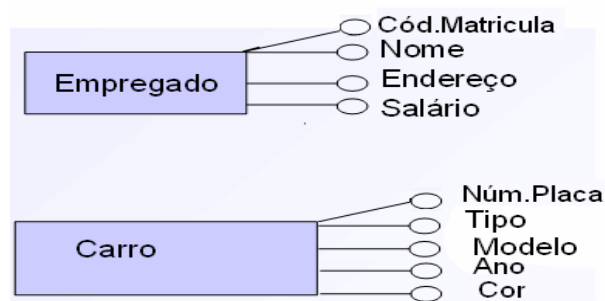 Cód.Matricula
Nome
Empregado
Endereço
Salário
Núm.Placa
Tipo
Carro
Modelo
Ano
Cor